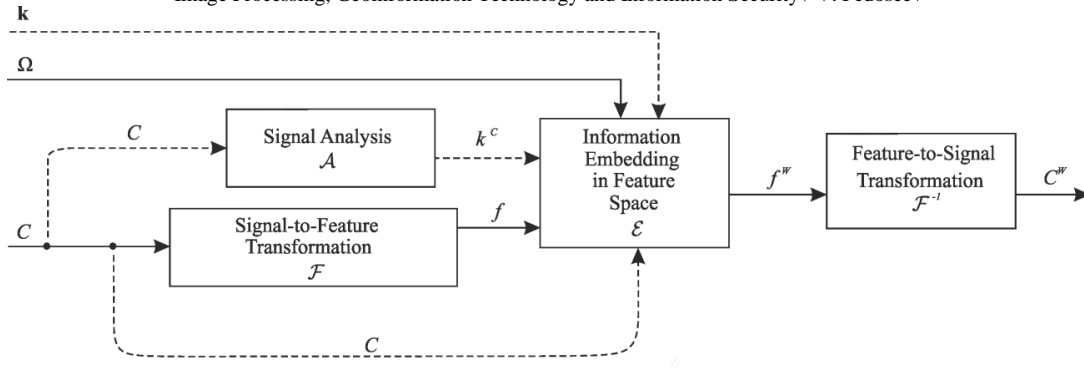 Image Processing, Geoinformation Technology and Information Security / V. Fedoseev
k
Ω
C
Signal Analysis
𝒜
k^C
C
Signal-to-Feature
Transformation
ℱ
f
Information
Embedding
in Feature
Space
ℰ
f^W
Feature-to-Signal
Transformation
ℱ^-1
C^W
C